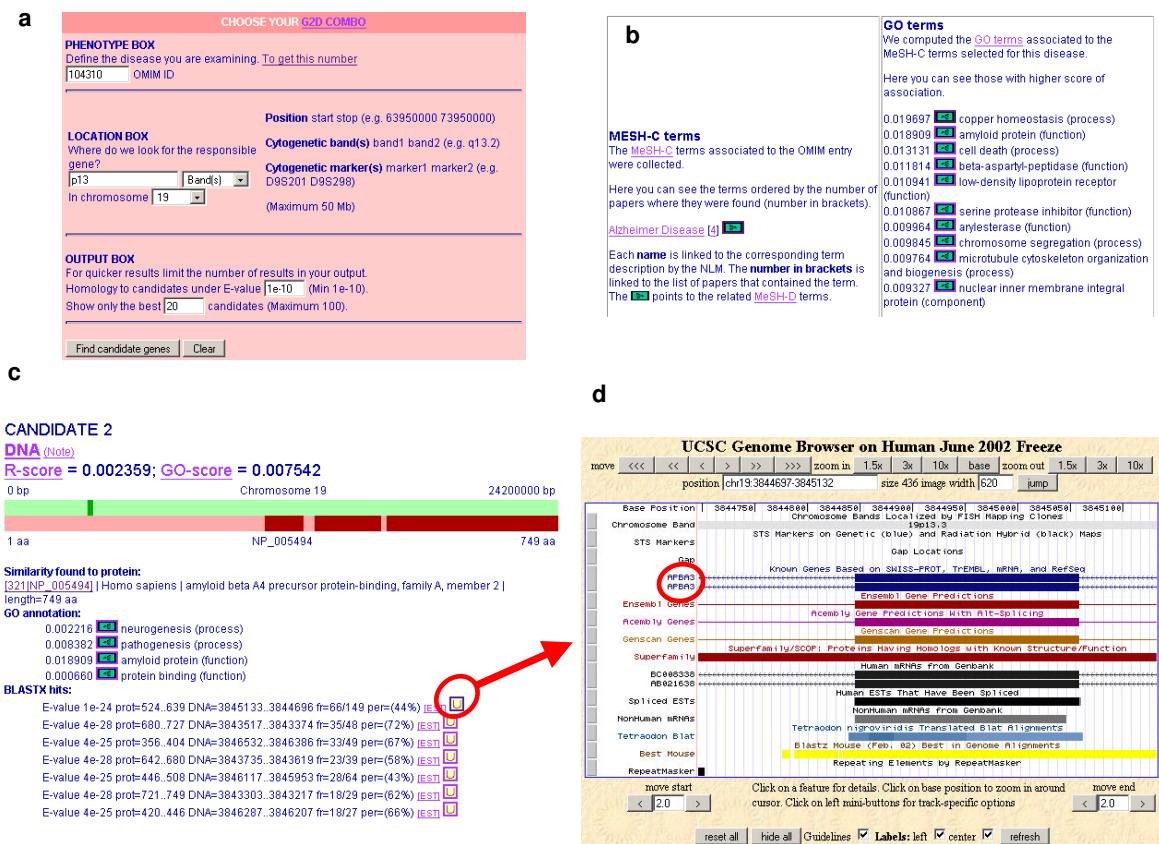 a
CHOOSE YOUR G2D COMBO
PHENOTYPE BOX
Define the disease you are examining. To get this number
104310 OMIM ID
LOCATION BOX
Where do we look for the responsible
gene?
p13 Band(s)
In chromosome 19
Position start stop (e.g. 63950000 73950000)
Cytogenetic band(s) band1 band2 (e.g. q13.2)
Cytogenetic marker(s) marker1 marker2 (e.g.
D9S201 D9S298)
(Maximum 50 Mb)
OUTPUT BOX
For quicker results limit the number of results in your output.
Homology to candidates under E-value 1e-10 (Min 1e-10).
Show only the best 20 candidates (Maximum 100).
Find candidate genes Clear
b
MESH-C terms
The MeSH-C terms associated to the OMIM entry
were collected.
Here you can see the terms ordered by the number of
papers where they were found (number in brackets).
Alzheimer Disease [4]
Each name is linked to the corresponding term
description by the NLM. The number in brackets is
linked to the list of papers that contained the term.
The points to the related MeSH-D terms.
GO terms
We computed the GO terms associated to the
MeSH-C terms selected for this disease.
Here you can see those with higher score of
association.
0.019697 copper homeostasis (process)
0.018909 amyloid protein (function)
0.013131 cell death (process)
0.011814 beta-aspartyl-peptidase (function)
0.010941 low-density lipoprotein receptor
(function)
0.010867 serine protease inhibitor (function)
0.009964 arylesterase (function)
0.009845 chromosome segregation (process)
0.009764 microtubule cytoskeleton organization
and biogenesis (process)
0.009327 nuclear inner membrane integral
protein (component)
c
CANDIDATE 2
DNA (Note)
R-score = 0.002359; GO-score = 0.007542
0 bp Chromosome 19 24200000 bp
1 aa NP_005494 749 aa
Similarity found to protein:
[321|NP_005494] | Homo sapiens | amyloid beta A4 precursor protein-binding, family A, member 2 |
length=749 aa
GO annotation:
0.002216 neurogenesis (process)
0.008382 pathogenesis (process)
0.018909 amyloid protein (function)
0.000660 protein binding (function)
BLASTX hits:
E-value 1e-24 prot=524..639 DNA=3845133..3844696 fr=66/149 per=(44%) [EST] U
E-value 4e-28 prot=680..727 DNA=3843517..3843374 fr=35/48 per=(72%) [EST] U
E-value 4e-25 prot=356..404 DNA=3846532..3846386 fr=33/49 per=(67%) [EST] U
E-value 4e-28 prot=642..680 DNA=3843735..3843619 fr=23/39 per=(58%) [EST] U
E-value 4e-25 prot=446..508 DNA=3846117..3845953 fr=28/64 per=(43%) [EST] U
E-value 4e-28 prot=721..749 DNA=3843303..3843217 fr=18/29 per=(62%) [EST] U
E-value 4e-25 prot=420..446 DNA=3846287..3846207 fr=18/27 per=(66%) [EST] U
d
UCSC Genome Browser on Human June 2002 Freeze
move <<< << < > >> >>> zoom in 1.5x 3x 10x base zoom out 1.5x 3x 10x
position chr19:3844697-3845132 size 436 image width 620 jump
Base Position | 3844750| 3844800| 3844850| 3844900| 3844950| 3845000| 3845050| 3845100|
Chromosome Bands Localized by FISH Mapping Clones
Chromosome Band 19p13.3
STS Markers on Genetic (blue) and Radiation Hybrid (black) Maps
STS Markers
Gap Locations
Gap
Known Genes Based on SWISS-PROT, TrEMBL, mRNA, and RefSeq
APBA3
APBA3
Ensembl Gene Predictions
Ensembl Genes
Acembly Gene Predictions With Alt-Splicing
Acembly Genes
Genscan Gene Predictions
Genscan Genes
Superfamily/SCOP: Proteins Having Homologs with Known Structure/Function
Superfamily
Human mRNAs from Genbank
BC008338
AB021638
Human ESTs That Have Been Spliced
Spliced ESTs
NonHuman mRNAs from Genbank
NonHuman mRNAs
Tetraodon nigroviridis Translated Blat Alignments
Tetraodon Blat
Blastz Mouse (Feb. 02) Best in Genome Alignments
Best Mouse
Repeating Elements by RepeatMasker
RepeatMasker
move start
< 2.0 >
Click on a feature for details. Click on base position to zoom in around
cursor. Click on left mini-buttons for track-specific options
move end
< 2.0 >
reset all hide all Guidelines Labels: left center refresh